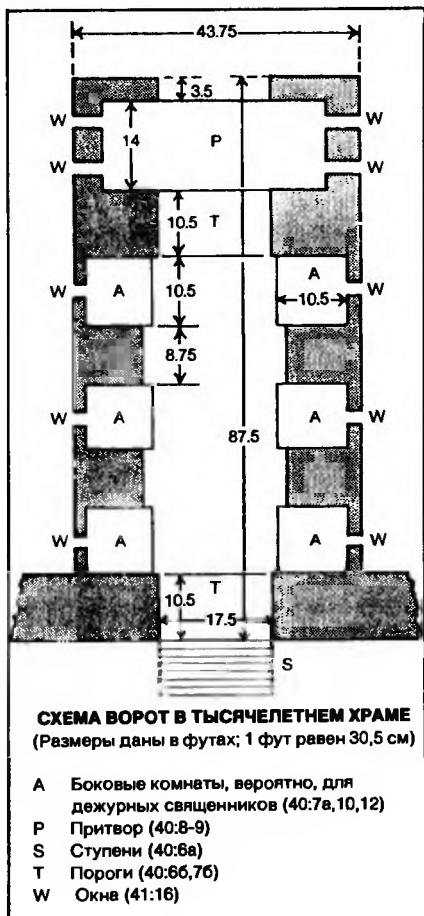 43.75
3.5
W W
14 P
W W
10.5 T
A
W A 10.5 10.5 W
8.75
W A A W
87.5
W A A W
T
10.5
17.5
S
СХЕМА ВОРОТ В ТЫСЯЧЕЛЕТНЕМ ХРАМЕ
(Размеры даны в футах; 1 фут равен 30,5 см)
A Боковые комнаты, вероятно, для
дежурных священников (40:7а,10,12)
P Притвор (40:8-9)
S Ступени (40:6а)
T Пороги (40:6б,7б)
W Окна (41:16)